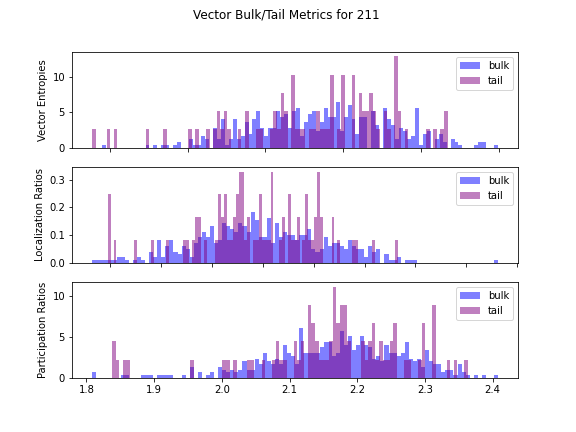 Vector Bulk/Tail Metrics for 211
Vector Entropies
10
5
0
bulk
tail
Localization Ratios
0.3
0.2
0.1
0.0
bulk
tail
Participation Ratios
10
5
0
bulk
tail
1.8 1.9 2.0 2.1 2.2 2.3 2.4